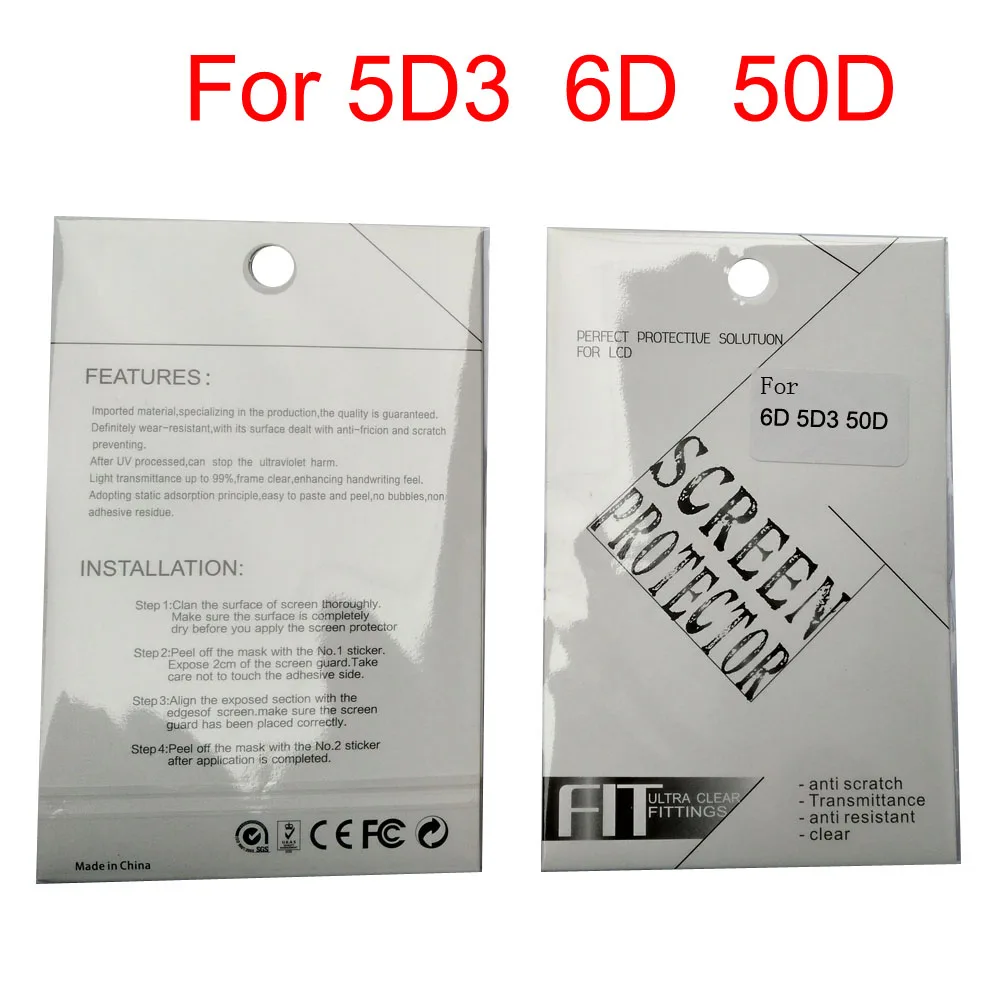 For 5D3 6D 50D
FEATURES:
Imported material,specializing in the production,the quality is guaranteed.
Definitely wear-resistant,with its surface dealt with anti-fricion and scratch
preventing.
After UV processed,can stop the ultraviolet harm.
Light transmittance up to 99%,frame clear,enhancing handwriting feel.
Adopting static adsorption principle,easy to paste and peel,no bubbles,non
adhesive residue.
INSTALLATION:
Step 1:Clan the surface of screen thoroughly.
Make sure the surface is completely
dry before you apply the screen protector
Step2:Peel off the mask with the No.1 sticker.
Expose 2cm of the screen guard.Take
care not to touch the adhesive side.
Step3:Align the exposed section with the
edgesof screen.make sure the screen
guard has been placed correctly.
Step4:Peel off the mask with the No.2 sticker
after application is completed.
SGS
CE FC
Made in China
PERFECT PROTECTIVE SOLUTUON
FOR LCD
For
6D 5D3 50D
SCREEN
PROTECTOR
FIT
ULTRA CLEAR
FITTINGS
- anti scratch
- Transmittance
- anti resistant
- clear